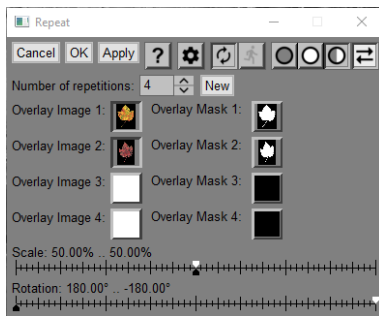 Repeat
Cancel OK Apply ?
Number of repetitions: 4 New
Overlay Image 1: Overlay Mask 1:
Overlay Image 2: Overlay Mask 2:
Overlay Image 3: Overlay Mask 3:
Overlay Image 4: Overlay Mask 4:
Scale: 50.00% .. 50.00%
Rotation: 180.00° .. -180.00°